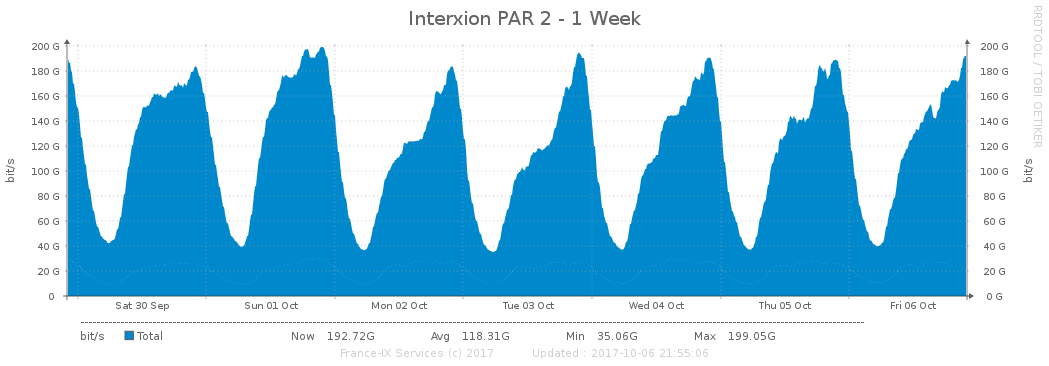 Interxion PAR 2 - 1 Week
RRDTOOL / TOBI OETIKER
bit/s
bit/s
200 G 200 G
180 G 180 G
160 G 160 G
140 G 140 G
120 G 120 G
100 G 100 G
80 G 80 G
60 G 60 G
40 G 40 G
20 G 20 G
0 0 G
Sat 30 Sep Sun 01 Oct Mon 02 Oct Tue 03 Oct Wed 04 Oct Thu 05 Oct Fri 06 Oct
bit/s Total Now 192.72G Avg 118.31G Min 35.06G Max 199.05G
France-IX Services (c) 2017 Updated : 2017-10-06 21:55:06